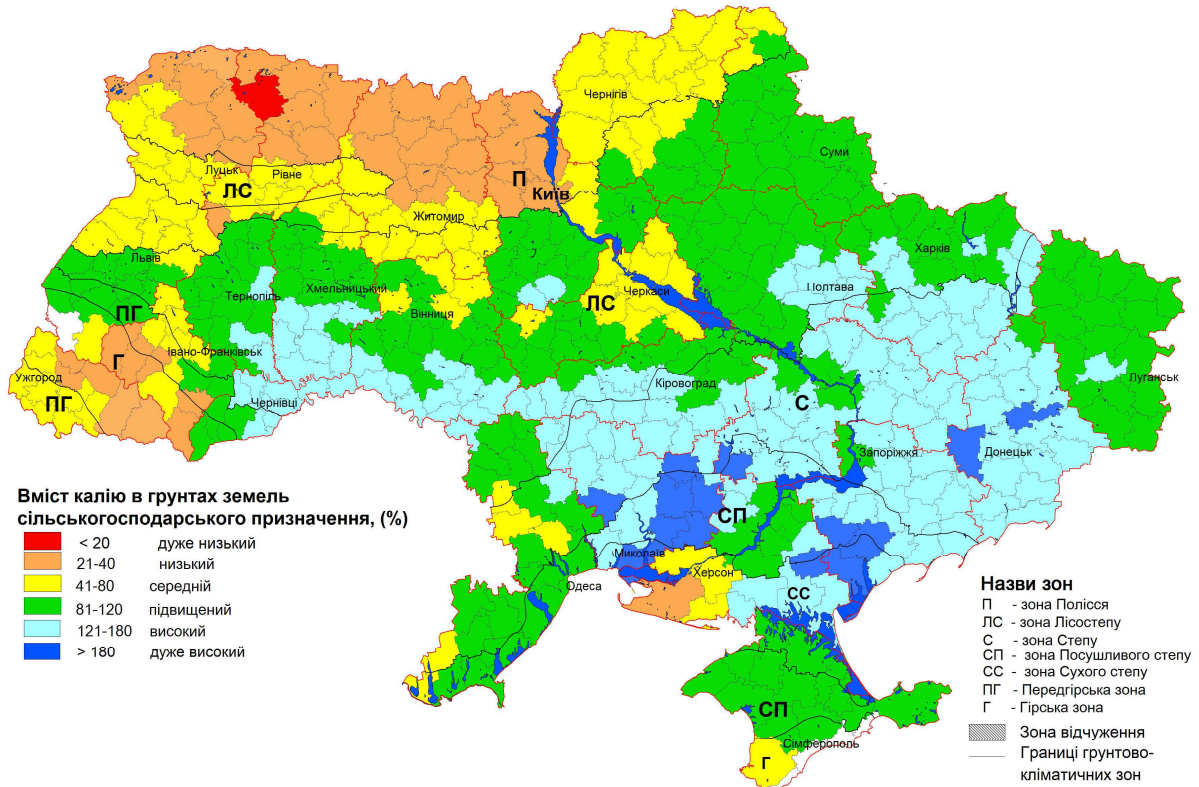 Чернігів
Суми
Луцьк
Рівне
ЛС
П
Київ
Житомир
Харків
Львів
Тернопіль
Хмельницький
Вінниця
ЛС
Черкаси
Полтава
ПГ
Г
Івано-Франківськ
Ужгород
ПГ
Чернівці
Кіровоград
С
Луганськ
Запоріжжя
Донецьк
СП
Миколаїв
Херсон
Одеса
СС
СП
Сімферополь
Г
Вміст калію в грунтах земель
сільськогосподарського призначення, (%)
< 20 дуже низький
21-40 низький
41-80 середній
81-120 підвищений
121-180 високий
> 180 дуже високий
Назви зон
П - зона Полісся
ЛС - зона Лісостепу
С - зона Степу
СП - зона Посушливого степу
СС - зона Сухого степу
ПГ - Передгірська зона
Г - Гірська зона
Зона відчуження
Границі грунтово-
кліматичних зон